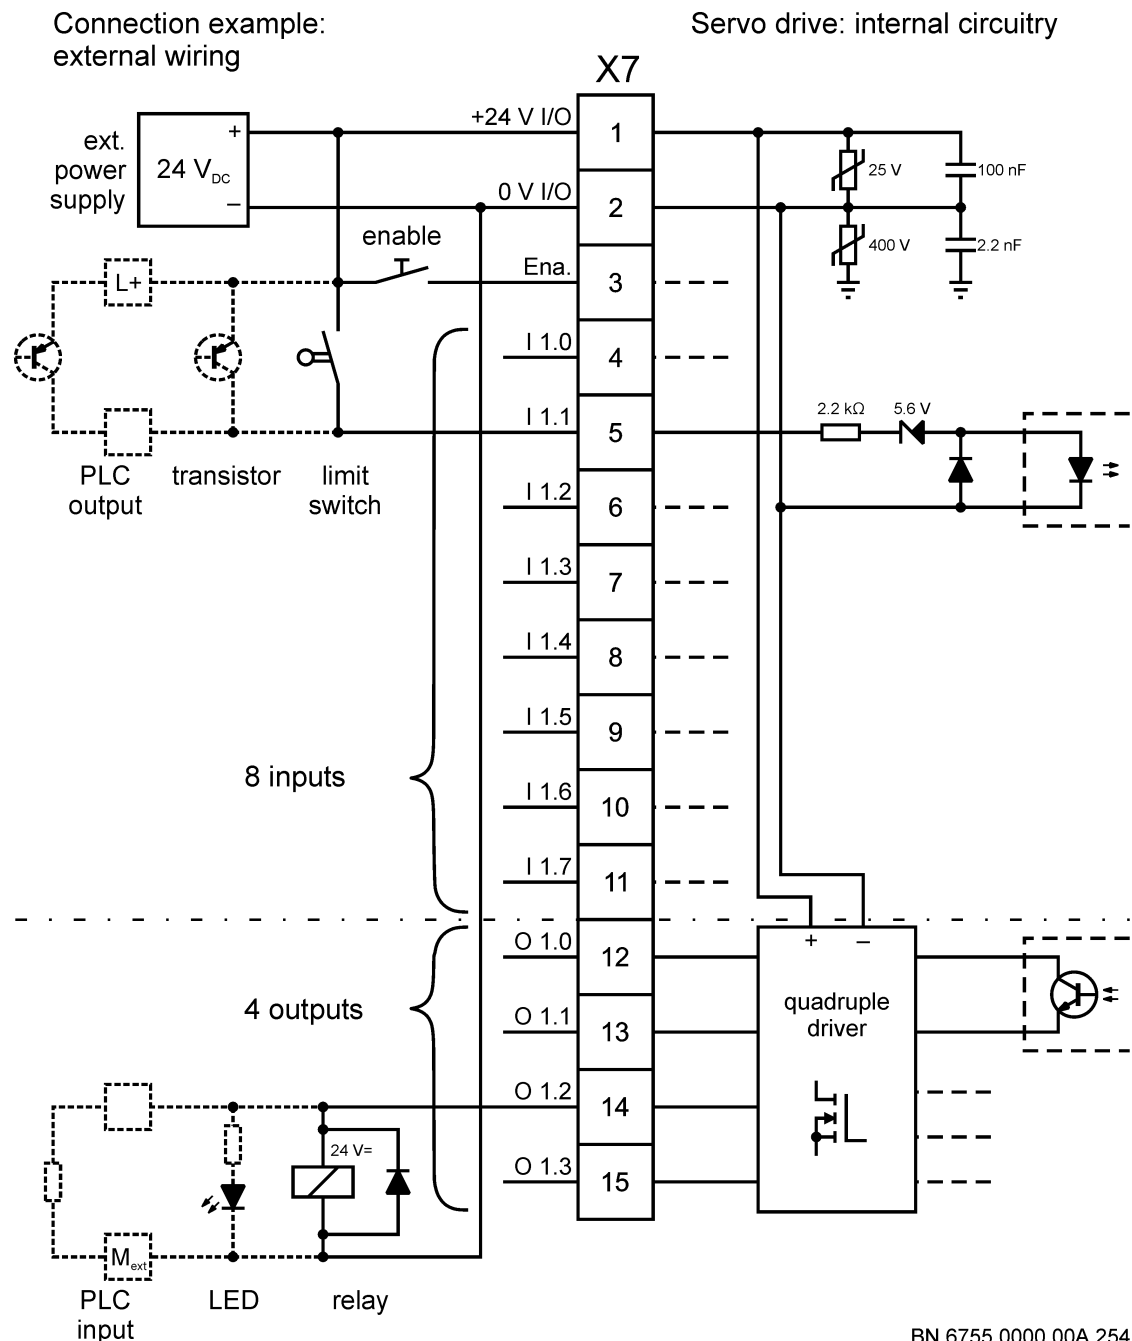 Connection example:
external wiring
Servo drive: internal circuitry
X7
ext.
power
supply
+
24 V DC
–
+24 V I/O
1
25 V
100 nF
0 V I/O
2
400 V
2.2 nF
enable
L+
Ena.
3
I 1.0
4
I 1.1
5
2.2 kΩ
5.6 V
PLC
output
transistor
limit
switch
I 1.2
6
I 1.3
7
I 1.4
8
I 1.5
9
8 inputs
I 1.6
10
I 1.7
11
O 1.0
12
+ –
4 outputs
O 1.1
13
quadruple
driver
O 1.2
14
24 V=
O 1.3
15
M ext
PLC
input
LED
relay
BN 6755.0000.00A.254